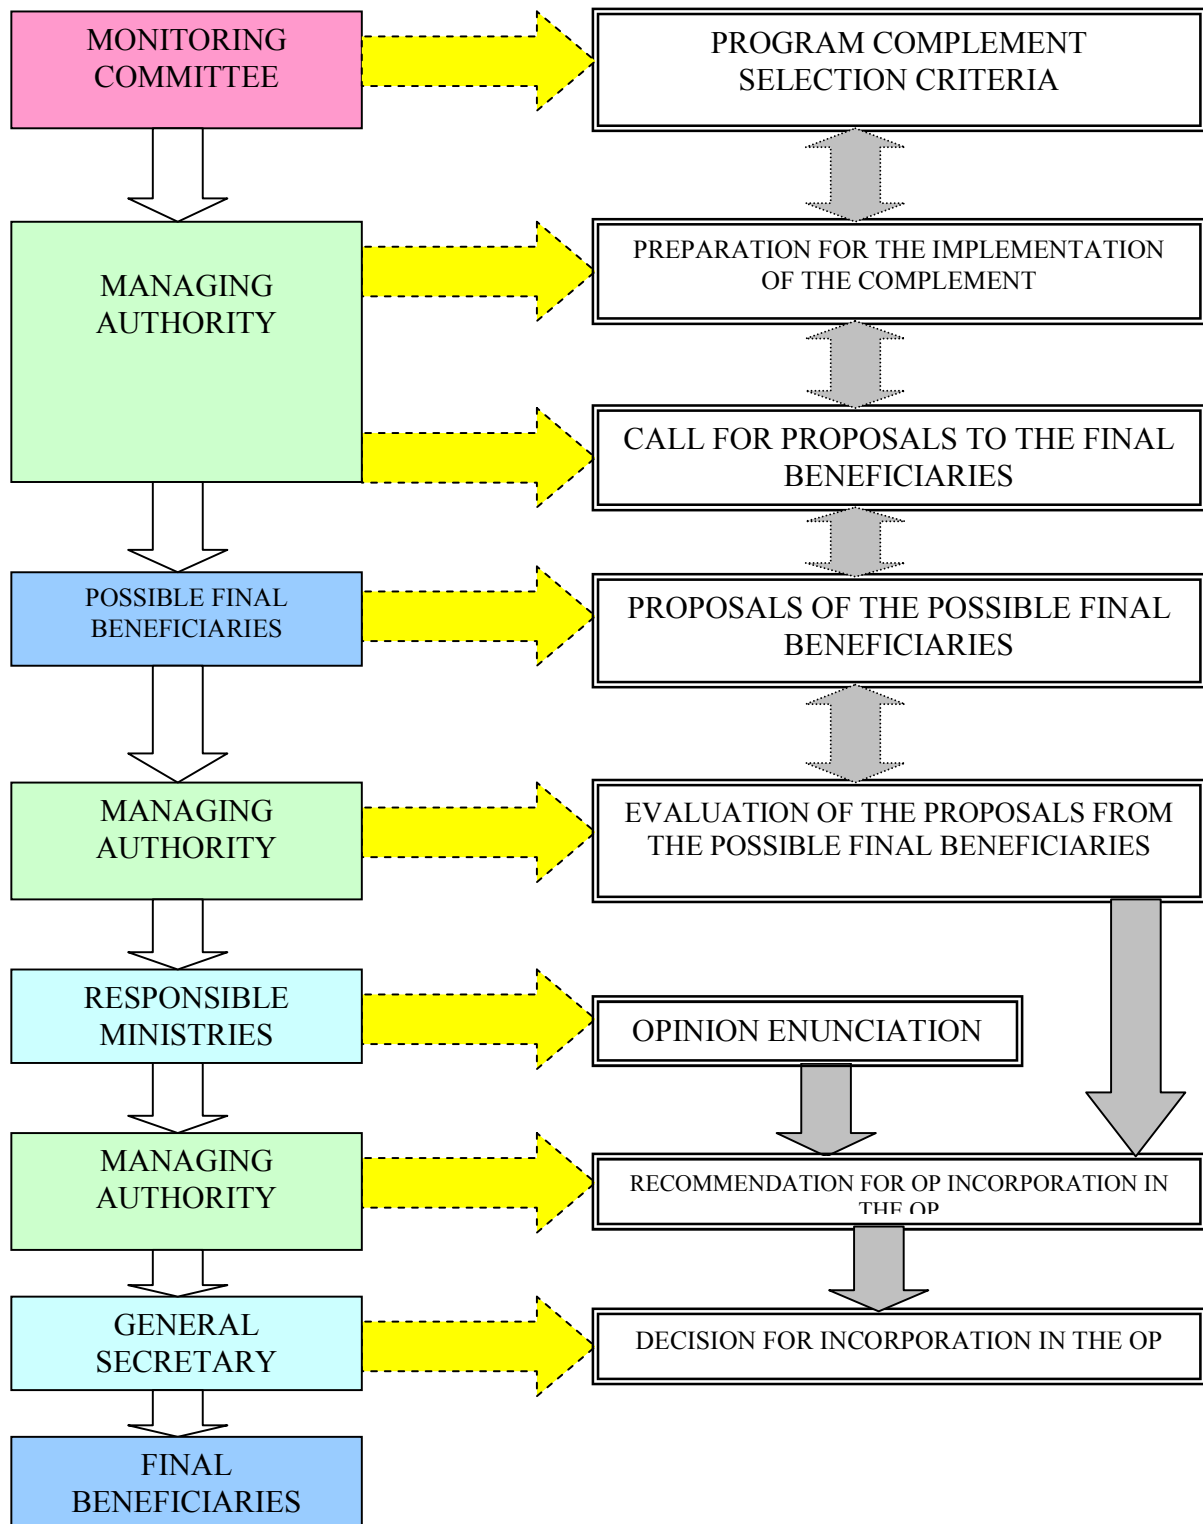 MONITORING
COMMITTEE
PROGRAM COMPLEMENT
SELECTION CRITERIA
MANAGING
AUTHORITY
PREPARATION FOR THE IMPLEMENTATION
OF THE COMPLEMENT
CALL FOR PROPOSALS TO THE FINAL
BENEFICIARIES
POSSIBLE FINAL
BENEFICIARIES
PROPOSALS OF THE POSSIBLE FINAL
BENEFICIARIES
MANAGING
AUTHORITY
EVALUATION OF THE PROPOSALS FROM
THE POSSIBLE FINAL BENEFICIARIES
RESPONSIBLE
MINISTRIES
OPINION ENUNCIATION
MANAGING
AUTHORITY
RECOMMENDATION FOR OP INCORPORATION IN
THE OP
GENERAL
SECRETARY
DECISION FOR INCORPORATION IN THE OP
FINAL
BENEFICIARIES